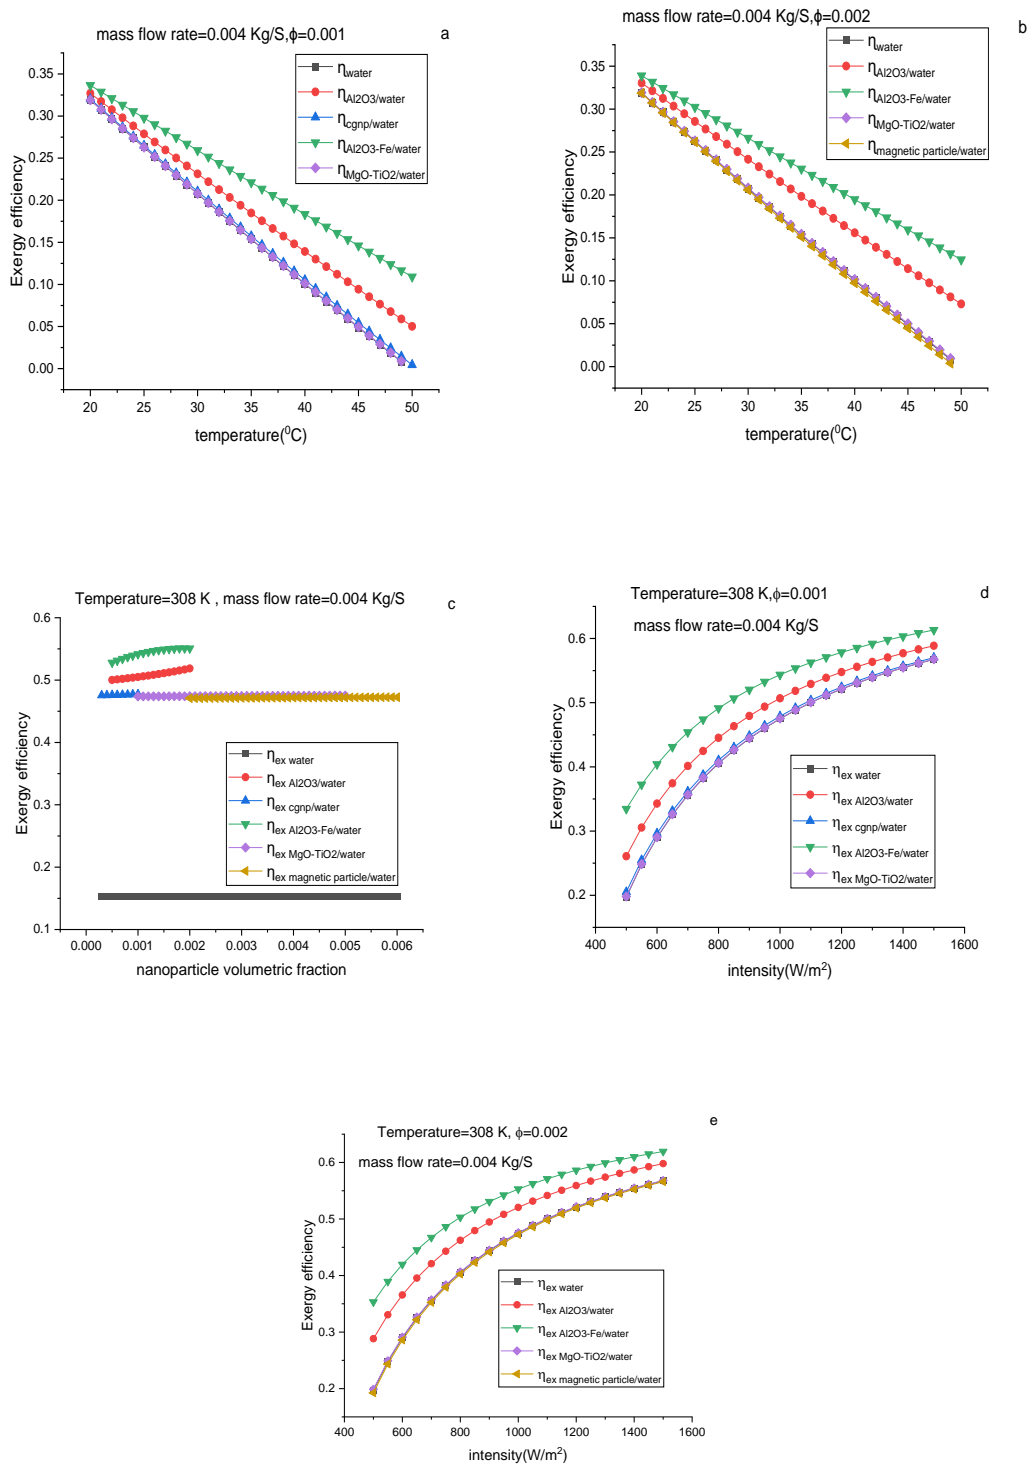 mass flow rate=0.004 Kg/S,ϕ=0.001
a
ηwater
ηAl2O3/water
ηcgnp/water
ηAl2O3-Fe/water
ηMgO-TiO2/water
0.35
0.30
0.25
0.20
0.15
0.10
0.05
0.00
Exergy efficiency
20 25 30 35 40 45 50
temperature(⁰C)
mass flow rate=0.004 Kg/S,ϕ=0.002
b
ηwater
ηAl2O3/water
ηAl2O3-Fe/water
ηMgO-TiO2/water
ηmagnetic particle/water
0.35
0.30
0.25
0.20
0.15
0.10
0.05
0.00
Exergy efficiency
20 25 30 35 40 45 50
temperature(⁰C)
Temperature=308 K , mass flow rate=0.004 Kg/S
c
0.6
0.5
0.4
0.3
0.2
0.1
Exergy efficiency
ηex water
ηex Al2O3/water
ηex cgnp/water
ηex Al2O3-Fe/water
ηex MgO-TiO2/water
ηex magnetic particle/water
0.000 0.001 0.002 0.003 0.004 0.005 0.006
nanoparticle volumetric fraction
Temperature=308 K,ϕ=0.001
d
mass flow rate=0.004 Kg/S
0.6
0.5
0.4
0.3
0.2
Exergy efficiency
ηex water
ηex Al2O3/water
ηex cgnp/water
ηex Al2O3-Fe/water
ηex MgO-TiO2/water
400 600 800 1000 1200 1400 1600
intensity(W/m²)
Temperature=308 K, ϕ=0.002
e
mass flow rate=0.004 Kg/S
0.6
0.5
0.4
0.3
0.2
Exergy efficiency
ηex water
ηex Al2O3/water
ηex Al2O3-Fe/water
ηex MgO-TiO2/water
ηex magnetic particle/water
400 600 800 1000 1200 1400 1600
intensity(W/m²)